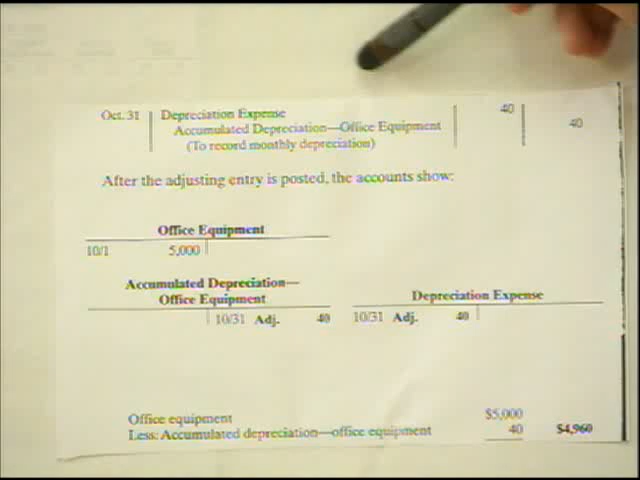 Oct. 31 Depreciation Expense 40
Accumulated Depreciation—Office Equipment 40
(To record monthly depreciation)
After the adjusting entry is posted, the accounts show:
Office Equipment
10/1 5,000
Accumulated Depreciation—
Office Equipment
10/31 Adj. 40
Depreciation Expense
10/31 Adj. 40
Office equipment $5,000
Less: Accumulated depreciation—office equipment 40 $4,960